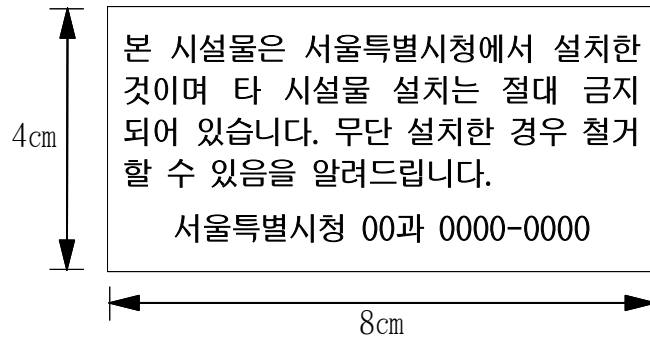 본 시설물은 서울특별시청에서 설치한
것이며 타 시설물 설치는 절대 금지
되어 있습니다. 무단 설치한 경우 철거
할 수 있음을 알려드립니다.
서울특별시청 00과 0000-0000
4cm
8cm